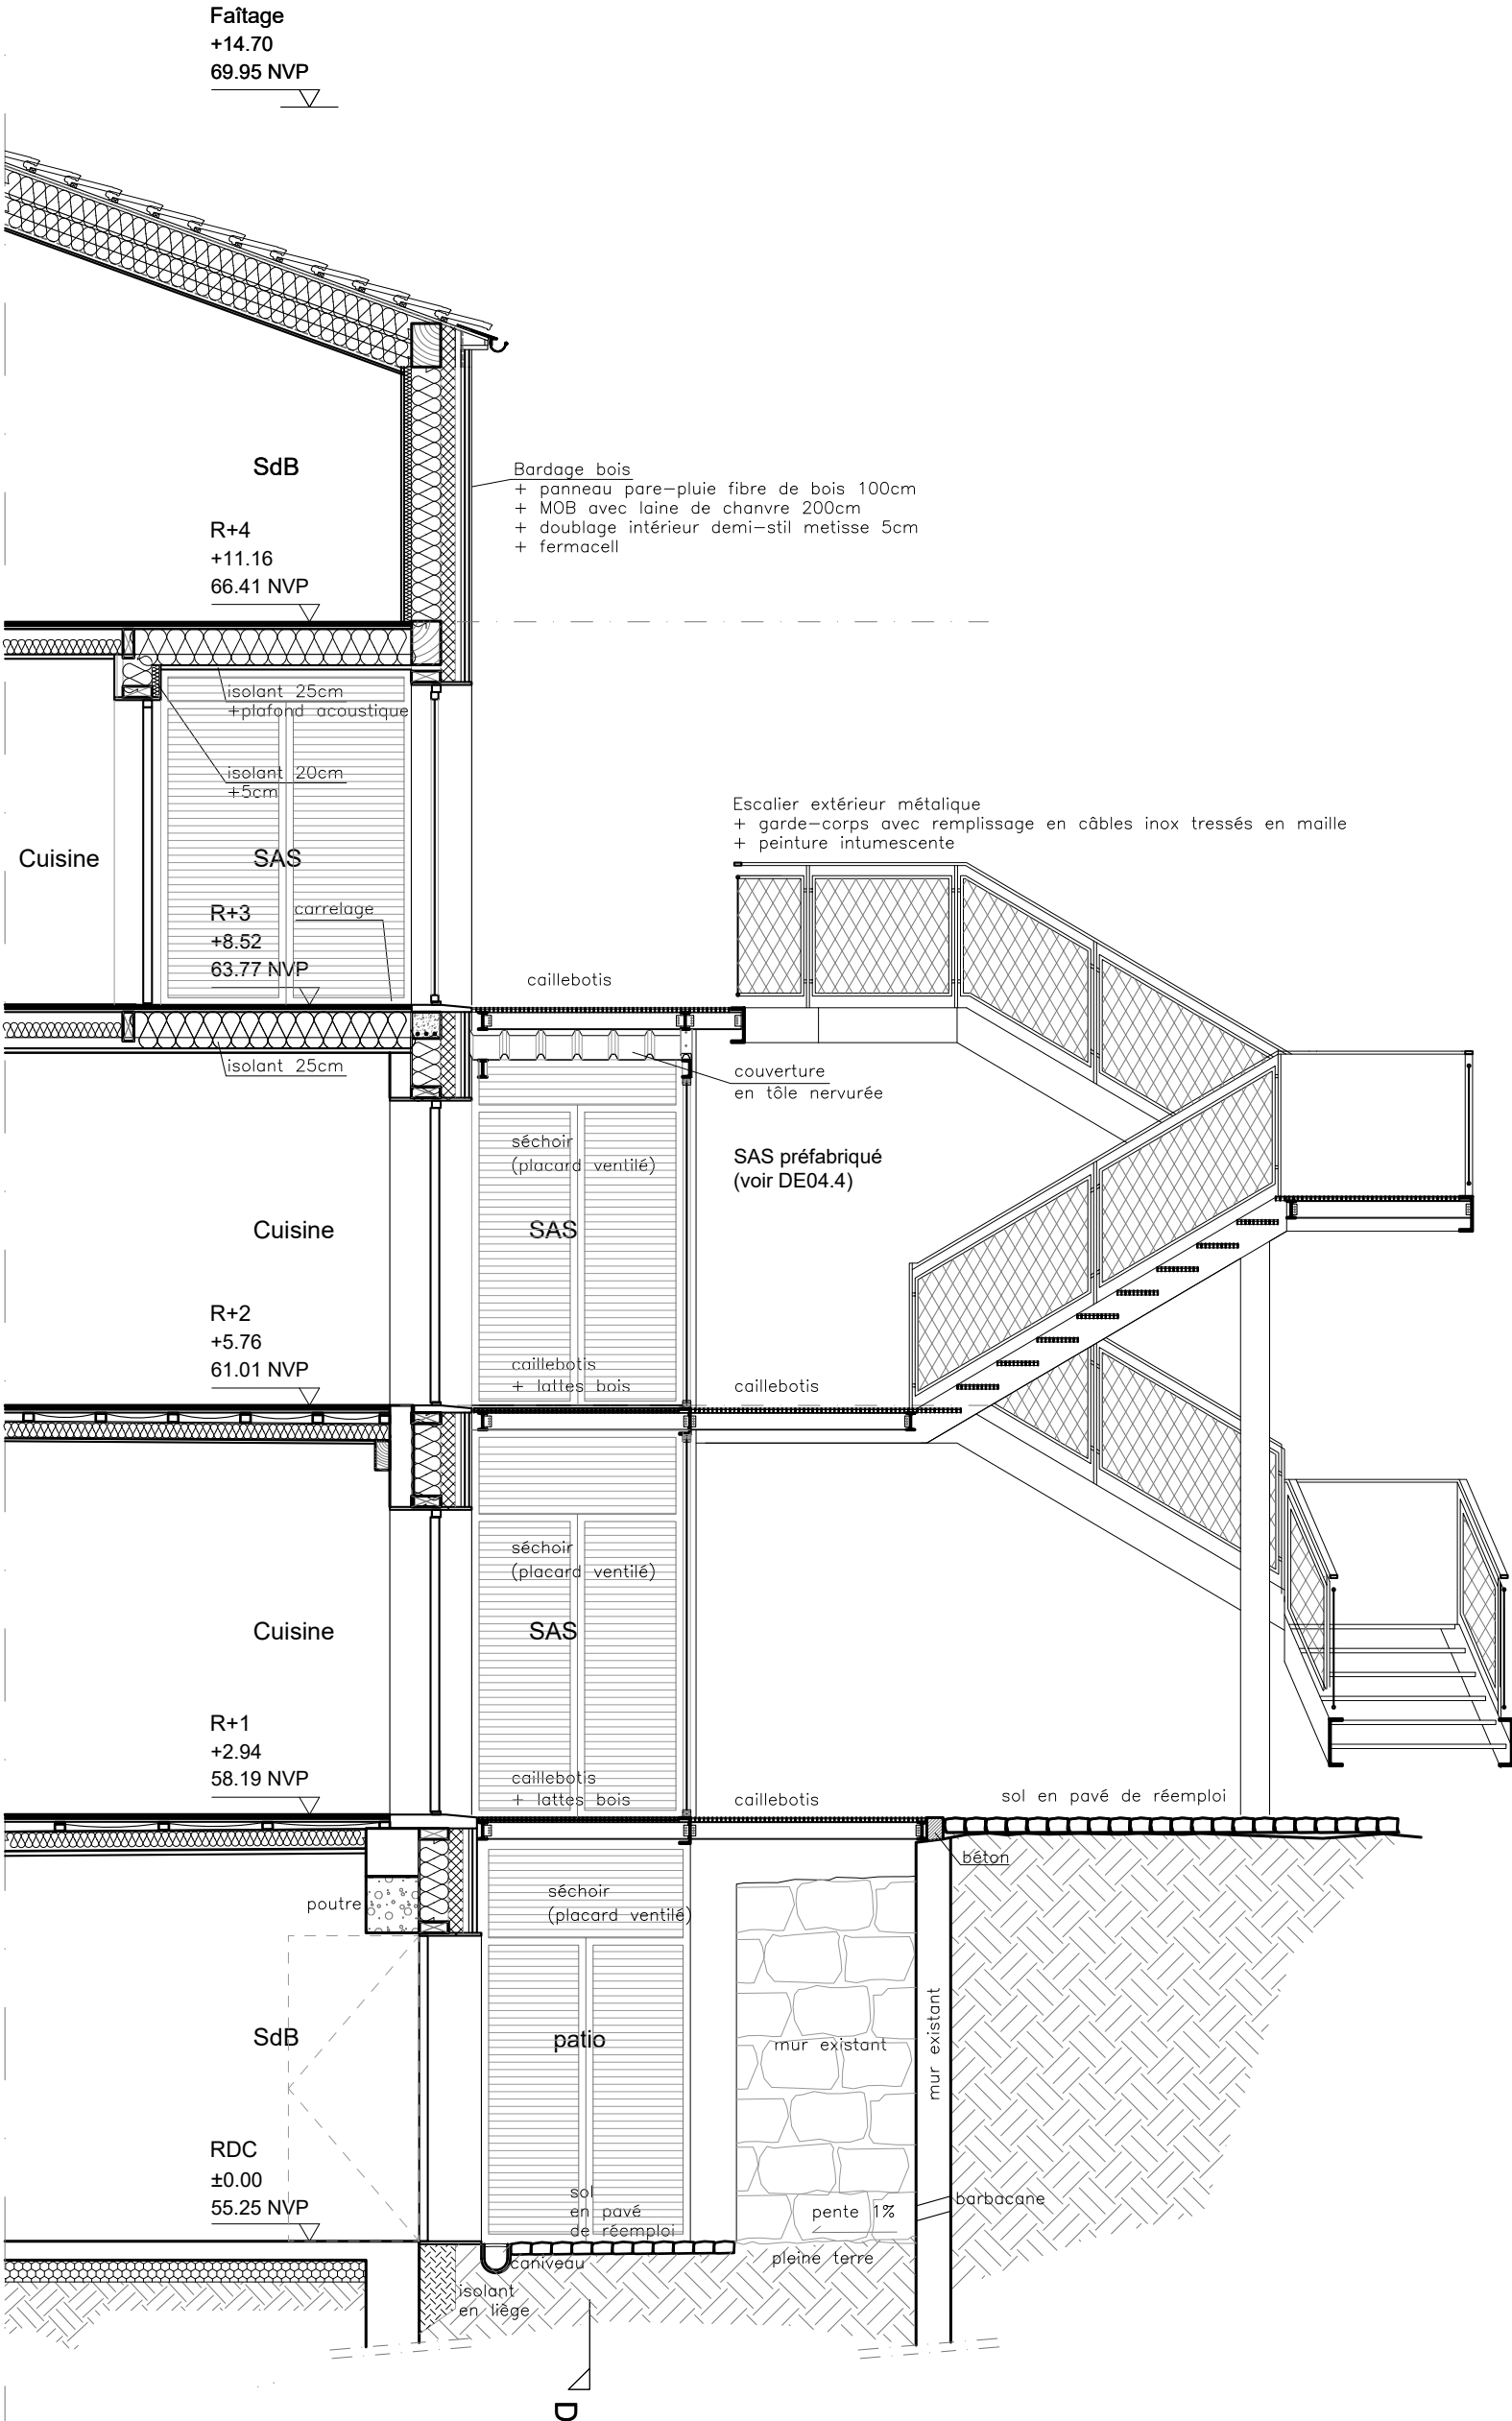 Faîtage
+14.70
69.95 NVP
SdB
Bardage bois
+ panneau pare-pluie fibre de bois 100cm
+ MOB avec laine de chanvre 200cm
+ doublage intérieur demi-stil metisse 5cm
+ fermacell
R+4
+11.16
66.41 NVP
isolant 25cm
+plafond acoustique
isolant 20cm
+5cm
Escalier extérieur métalique
+ garde-corps avec remplissage en câbles inox tressés en maille
+ peinture intumescente
Cuisine
SAS
R+3
+8.52
63.77 NVP
carrelage
caillebotis
isolant 25cm
couverture
en tôle nervurée
séchoir
(placard ventilé)
SAS préfabriqué
(voir DE04.4)
Cuisine
SAS
R+2
+5.76
61.01 NVP
caillebotis
+ lattes bois
caillebotis
séchoir
(placard ventilé)
Cuisine
SAS
R+1
+2.94
58.19 NVP
caillebotis
+ lattes bois
caillebotis
sol en pavé de réemploi
béton
poutre
séchoir
(placard ventilé)
SdB
patio
mur existant
mur existant
RDC
±0.00
55.25 NVP
sol
en pavé
de réemploi
pente 1%
barbacane
caniveau
pleine terre
isolant
en liège
D